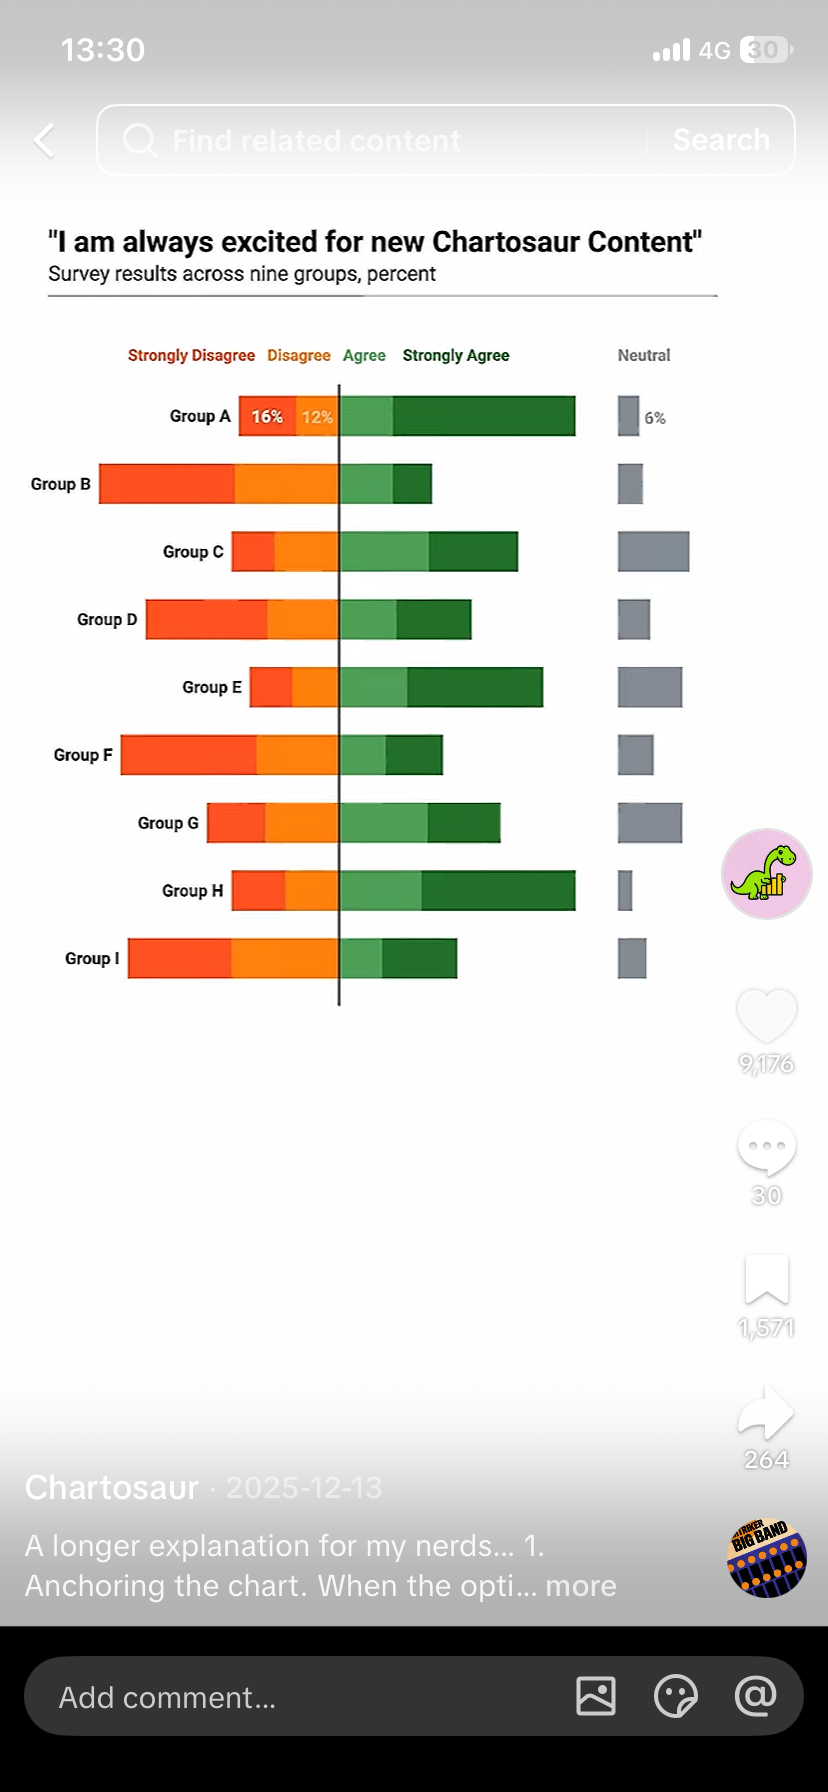 13:30
4G 30
Find related content
Search
"I am always excited for new Chartosaur Content"
Survey results across nine groups, percent
Strongly Disagree Disagree Agree Strongly Agree Neutral
Group A 16% 12% 6%
Group B
Group C
Group D
Group E
Group F
Group G
Group H
Group I
9,176
30
1,571
264
Chartosaur · 2025-12-13
A longer explanation for my nerds... 1.
Anchoring the chart. When the opti... more
BIG BAND
Add comment...